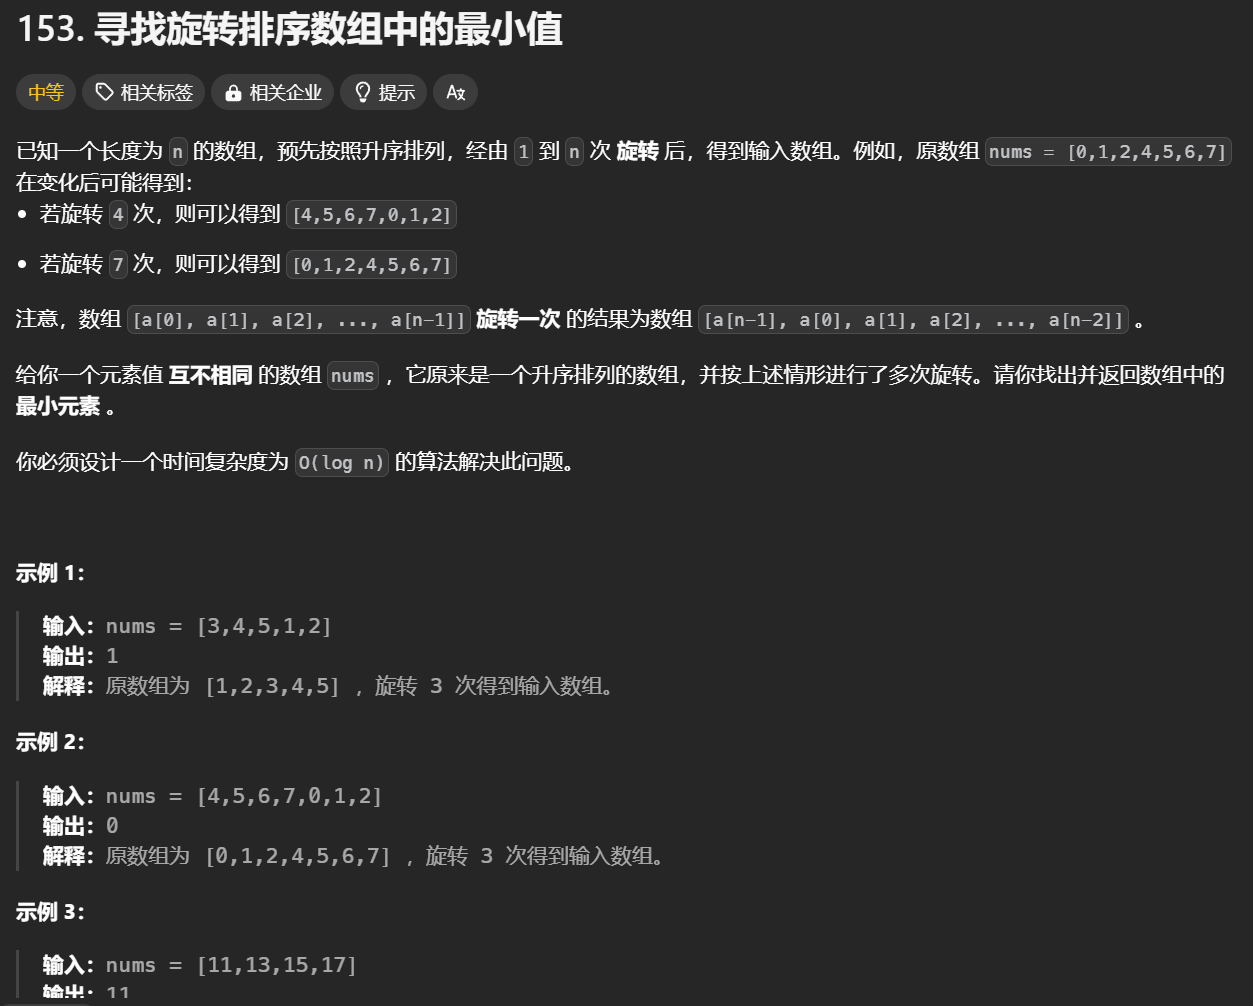 153. 寻找旋转排序数组中的最小值
中等 相关标签 相关企业 提示 Aｘ
已知一个长度为 n 的数组，预先按照升序排列，经由 1 到 n 次 旋转 后，得到输入数组。例如，原数组 nums = [0,1,2,4,5,6,7]
在变化后可能得到：
• 若旋转 4 次，则可以得到 [4,5,6,7,0,1,2]
• 若旋转 7 次，则可以得到 [0,1,2,4,5,6,7]
注意，数组 [a[0], a[1], a[2], ..., a[n-1]] 旋转一次 的结果为数组 [a[n-1], a[0], a[1], a[2], ..., a[n-2]] 。
给你一个元素值 互不相同 的数组 nums ，它原来是一个升序排列的数组，并按上述情形进行了多次旋转。请你找出并返回数组中的
最小元素 。
你必须设计一个时间复杂度为 O(log n) 的算法解决此问题。
示例 1：
输入：nums = [3,4,5,1,2]
输出：1
解释：原数组为 [1,2,3,4,5] ，旋转 3 次得到输入数组。
示例 2：
输入：nums = [4,5,6,7,0,1,2]
输出：0
解释：原数组为 [0,1,2,4,5,6,7] ，旋转 3 次得到输入数组。
示例 3：
输入：nums = [11,13,15,17]
输出：11